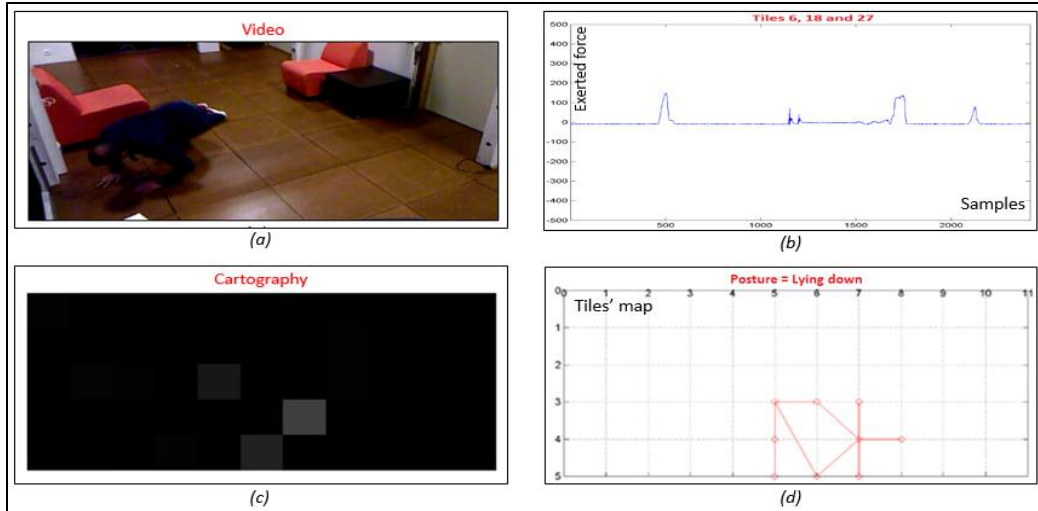 Video
(a)
Tiles 6, 18 and 27
Exerted force
500
400
300
200
100
0
-100
-200
-300
-400
-500
500
1000
1500
2000
Samples
(b)
Cartography
(c)
Posture = Lying down
0 1 2 3 4 5 6 7 8 9 10 11
Tiles' map
0
1
2
3
4
5
(d)